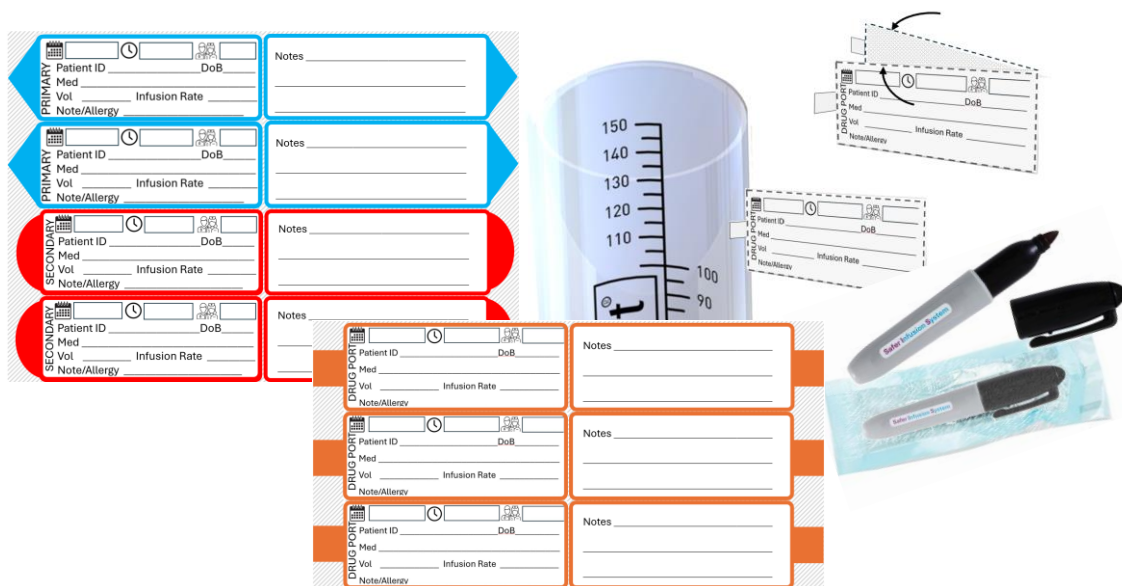 PRIMARY
Patient ID DoB
Med
Vol Infusion Rate
Note/Allergy
Notes
PRIMARY
Patient ID DoB
Med
Vol Infusion Rate
Note/Allergy
Notes
SECONDARY
Patient ID DoB
Med
Vol Infusion Rate
Note/Allergy
Notes
SECONDARY
Patient ID DoB
Med
Vol Infusion Rate
Note/Allergy
Notes
150
140
130
120
110
100
90
t
DRUG PORT
Patient ID DoB
Med
Vol Infusion Rate
Note/Allergy
DRUG PORT
Patient ID DoB
Med
Vol Infusion Rate
Note/Allergy
Safer Infusion System
Safer Infusion System
DRUG PORT
Patient ID DoB
Med
Vol Infusion Rate
Note/Allergy
Notes
DRUG PORT
Patient ID DoB
Med
Vol Infusion Rate
Note/Allergy
Notes
DRUG PORT
Patient ID DoB
Med
Vol Infusion Rate
Note/Allergy
Notes